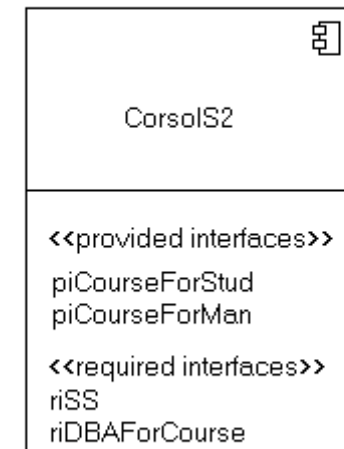 CorsoIS2
<<provided interfaces>>
piCourseForStud
piCourseForMan
<<required interfaces>>
riSS
riDBAForCourse